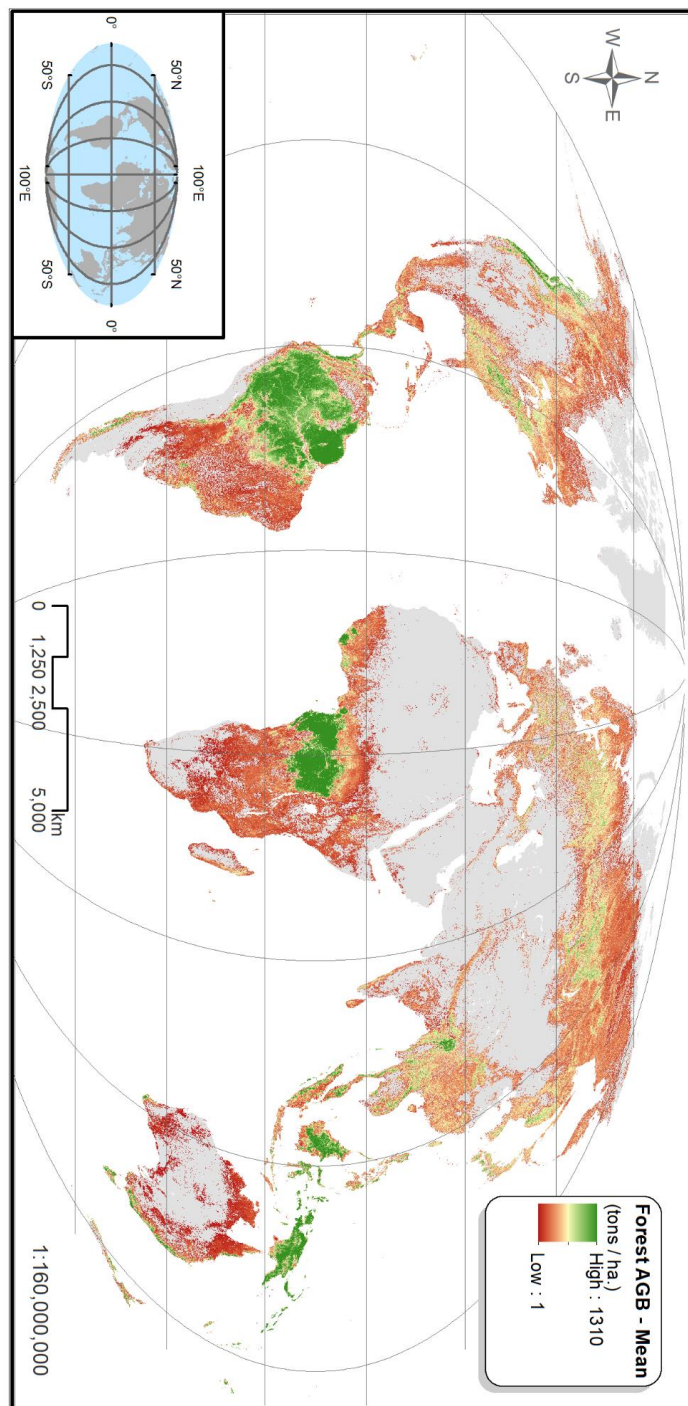 N
W
E
S
Forest AGB - Mean
(tons / ha.)
High : 1310
Low : 1
0°
50°N
50°N
100°W
100°E
50°S
50°S
0°
0 1,250 2,500 5,000
km
1:160,000,000